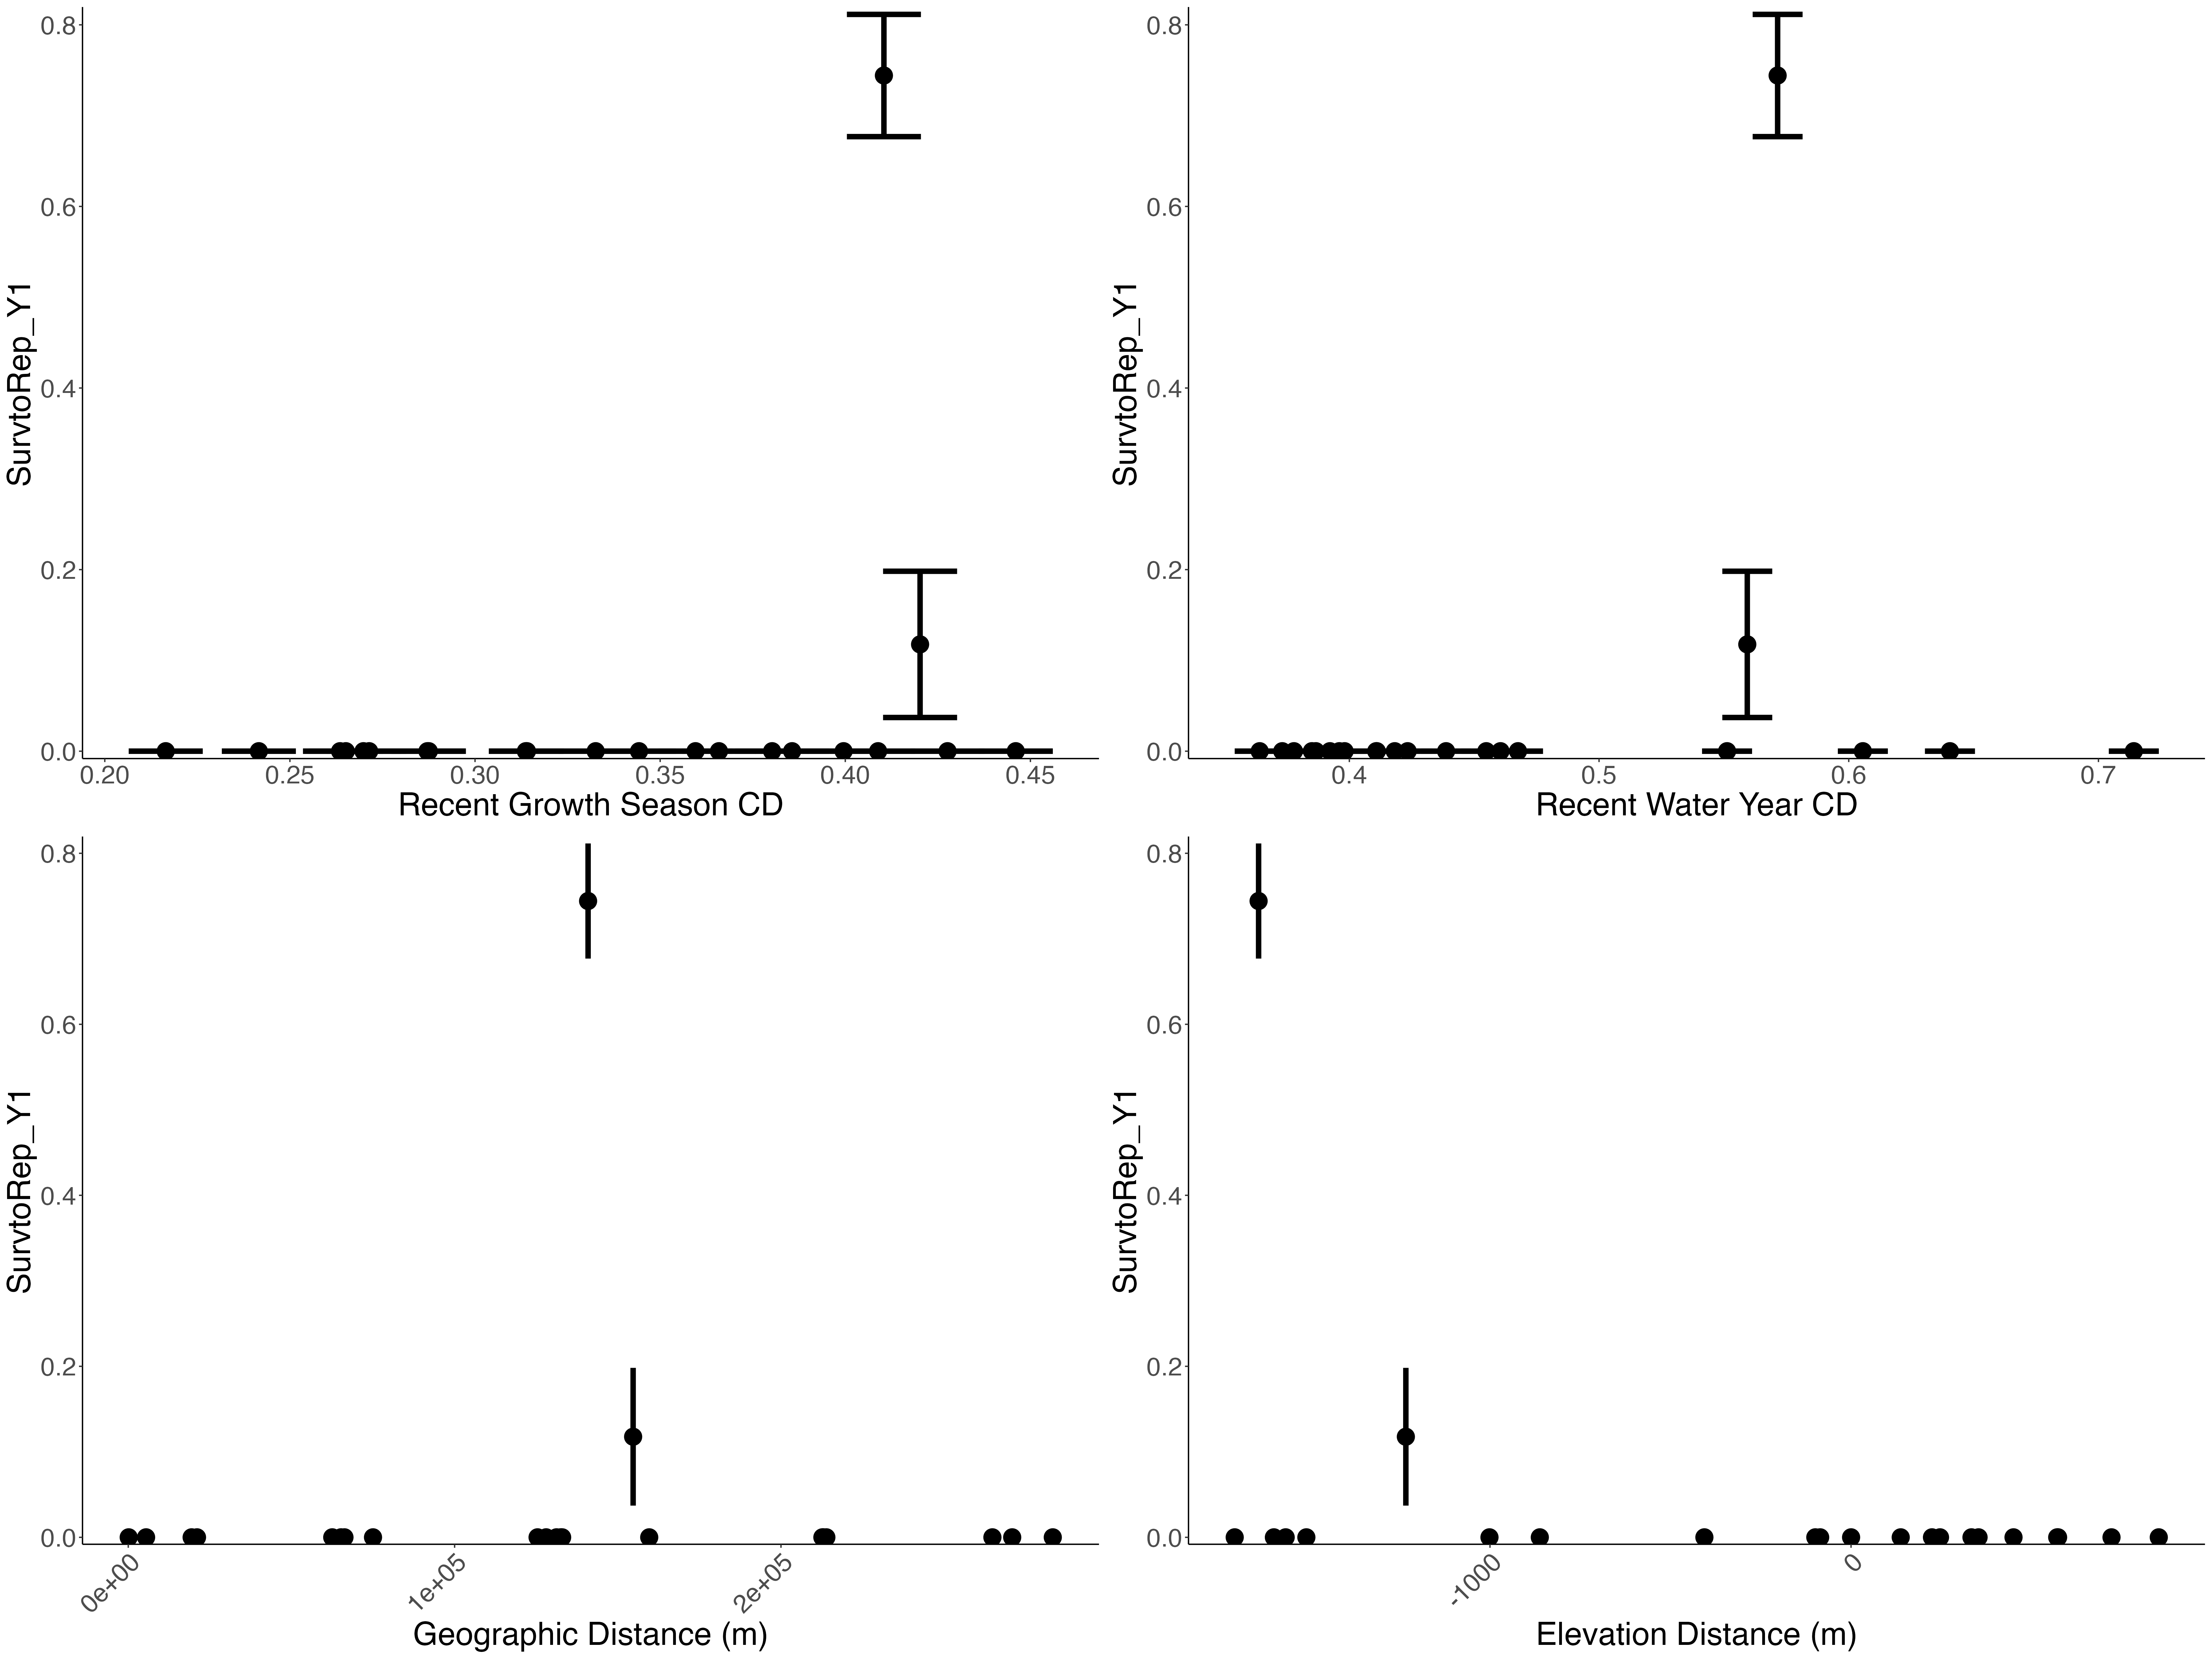 0.8
0.6
0.4
0.2
0.0
SurvtoRep_Y1
0.20 0.25 0.30 0.35 0.40 0.45
Recent Growth Season CD
0.8
0.6
0.4
0.2
0.0
SurvtoRep_Y1
0.4 0.5 0.6 0.7
Recent Water Year CD
0.8
0.6
0.4
0.2
0.0
SurvtoRep_Y1
0e+00 1e+05 2e+05
Geographic Distance (m)
0.8
0.6
0.4
0.2
0.0
SurvtoRep_Y1
-1000 0
Elevation Distance (m)